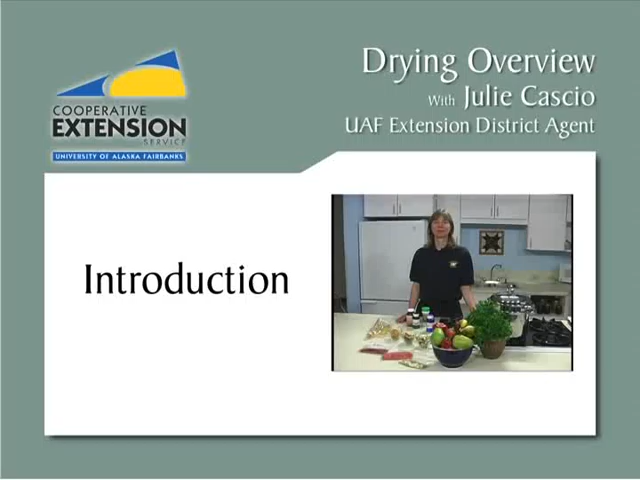 COOPERATIVE
EXTENSION
SERVICE
UNIVERSITY OF ALASKA FAIRBANKS
Drying Overview
With Julie Cascio
UAF Extension District Agent
Introduction